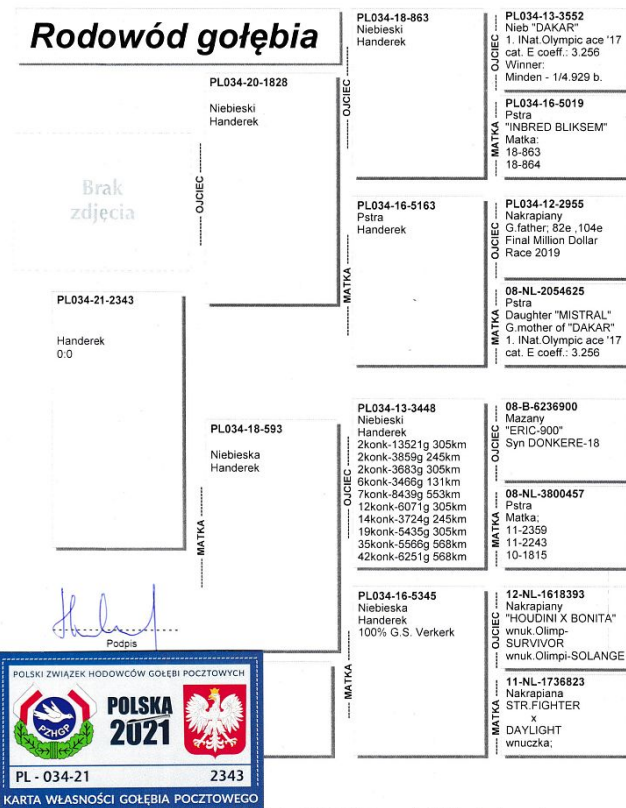 Rodowód gołębia
Brak
zdjęcia
PL034-21-2343
Handerek
0:0
OJCIEC
PL034-20-1828
Niebieski
Handerek
MATKA
PL034-18-593
Niebieska
Handerek
OJCIEC
PL034-18-863
Niebieski
Handerek
MATKA
PL034-16-5163
Pstra
Handerek
OJCIEC
PL034-13-3448
Niebieski
Handerek
2konk-13521g 305km
2konk-3859g 245km
2konk-3683g 305km
6konk-3466g 131km
7konk-8439g 553km
12konk-6071g 305km
14konk-3724g 245km
19konk-5435g 305km
35konk-5566g 568km
42konk-6251g 568km
MATKA
PL034-16-5345
Niebieska
Handerek
100% G.S. Verkerk
OJCIEC
PL034-13-3552
Nieb "DAKAR"
1. INat.Olympic ace '17
cat. E coeff.: 3.256
Winner:
Minden - 1/4.929 b.
MATKA
PL034-16-5019
Pstra
"INBRED BLIKSEM"
Matka:
18-863
18-864
OJCIEC
PL034-12-2955
Nakrapiany
G.father; 82e ,104e
Final Million Dollar
Race 2019
MATKA
08-NL-2054625
Pstra
Daughter "MISTRAL"
G.mother of "DAKAR"
1. INat.Olympic ace '17
cat. E coeff.: 3.256
OJCIEC
08-B-6236900
Mazany
"ERIC-900"
Syn DONKERE-18
MATKA
08-NL-3800457
Pstra
Matka;
11-2359
11-2243
10-1815
OJCIEC
12-NL-1618393
Nakrapiany
"HOUDINI X BONITA"
wnuk.Olimp-
SURVIVOR
wnuk.Olimpi-SOLANGE
MATKA
11-NL-1736823
Nakrapiana
STR.FIGHTER
x
DAYLIGHT
wnuczka;
Podpis
POLSKI ZWIĄZEK HODOWCÓW GOŁĘBI POCZTOWYCH
PZHGP
POLSKA
2021
PL - 034-21 2343
KARTA WŁASNOŚCI GOŁĘBIA POCZTOWEGO